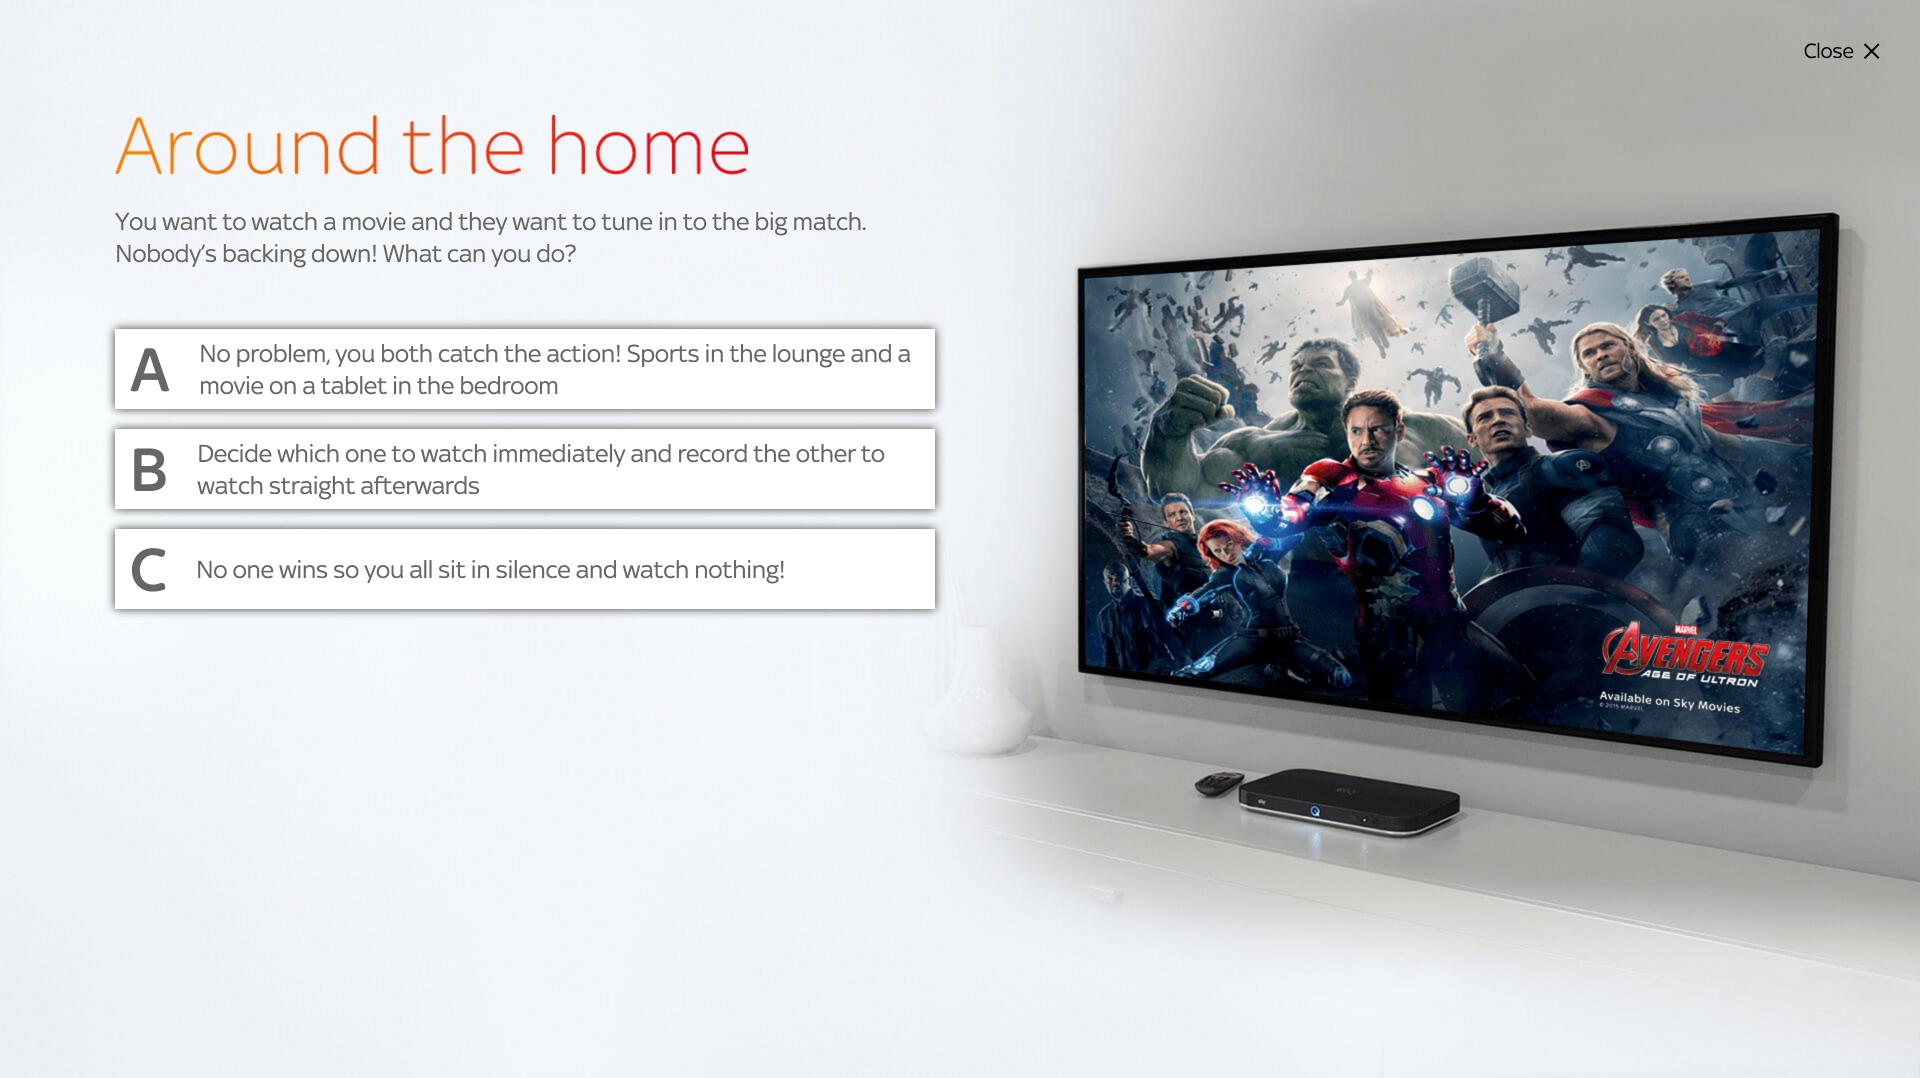 Close
Around the home
You want to watch a movie and they want to tune in to the big match.
Nobody's backing down! What can you do?
A
No problem, you both catch the action! Sports in the lounge and a
movie on a tablet in the bedroom
B
Decide which one to watch immediately and record the other to
watch straight afterwards
C
No one wins so you all sit in silence and watch nothing!
MARVEL
AVENGERS
AGE OF ULTRON
Available on Sky Movies
© 2015 MARVEL
sky
Q